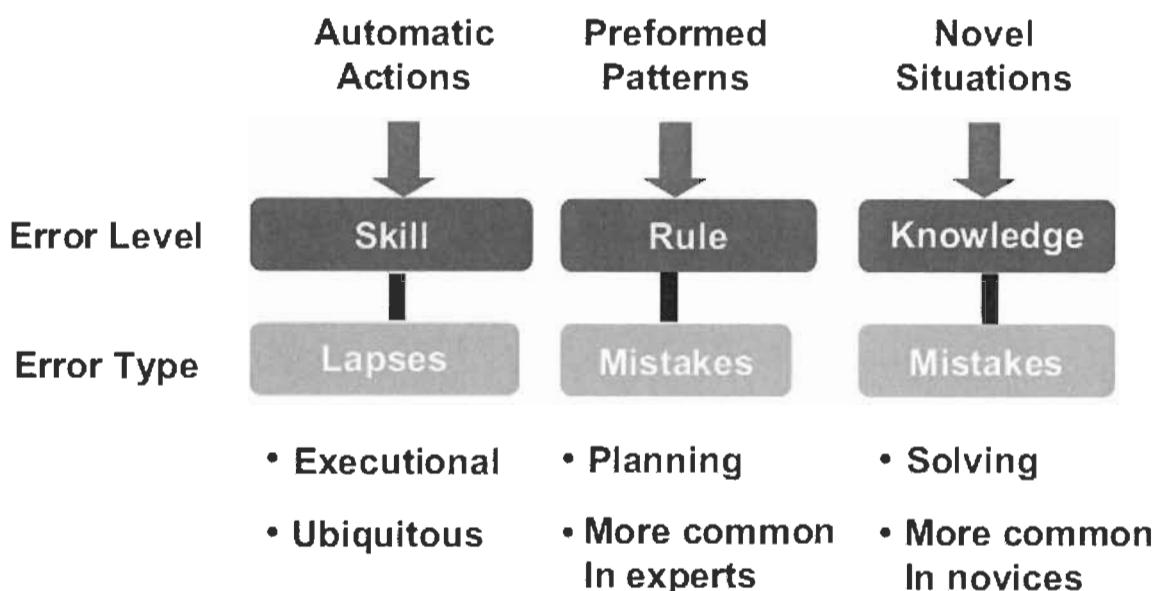 Automatic Actions
Preformed Patterns
Novel Situations
Error Level
Skill
Rule
Knowledge
Error Type
Lapses
Mistakes
Mistakes
• Executional
• Planning
• Solving
• Ubiquitous
• More common
In experts
• More common
In novices